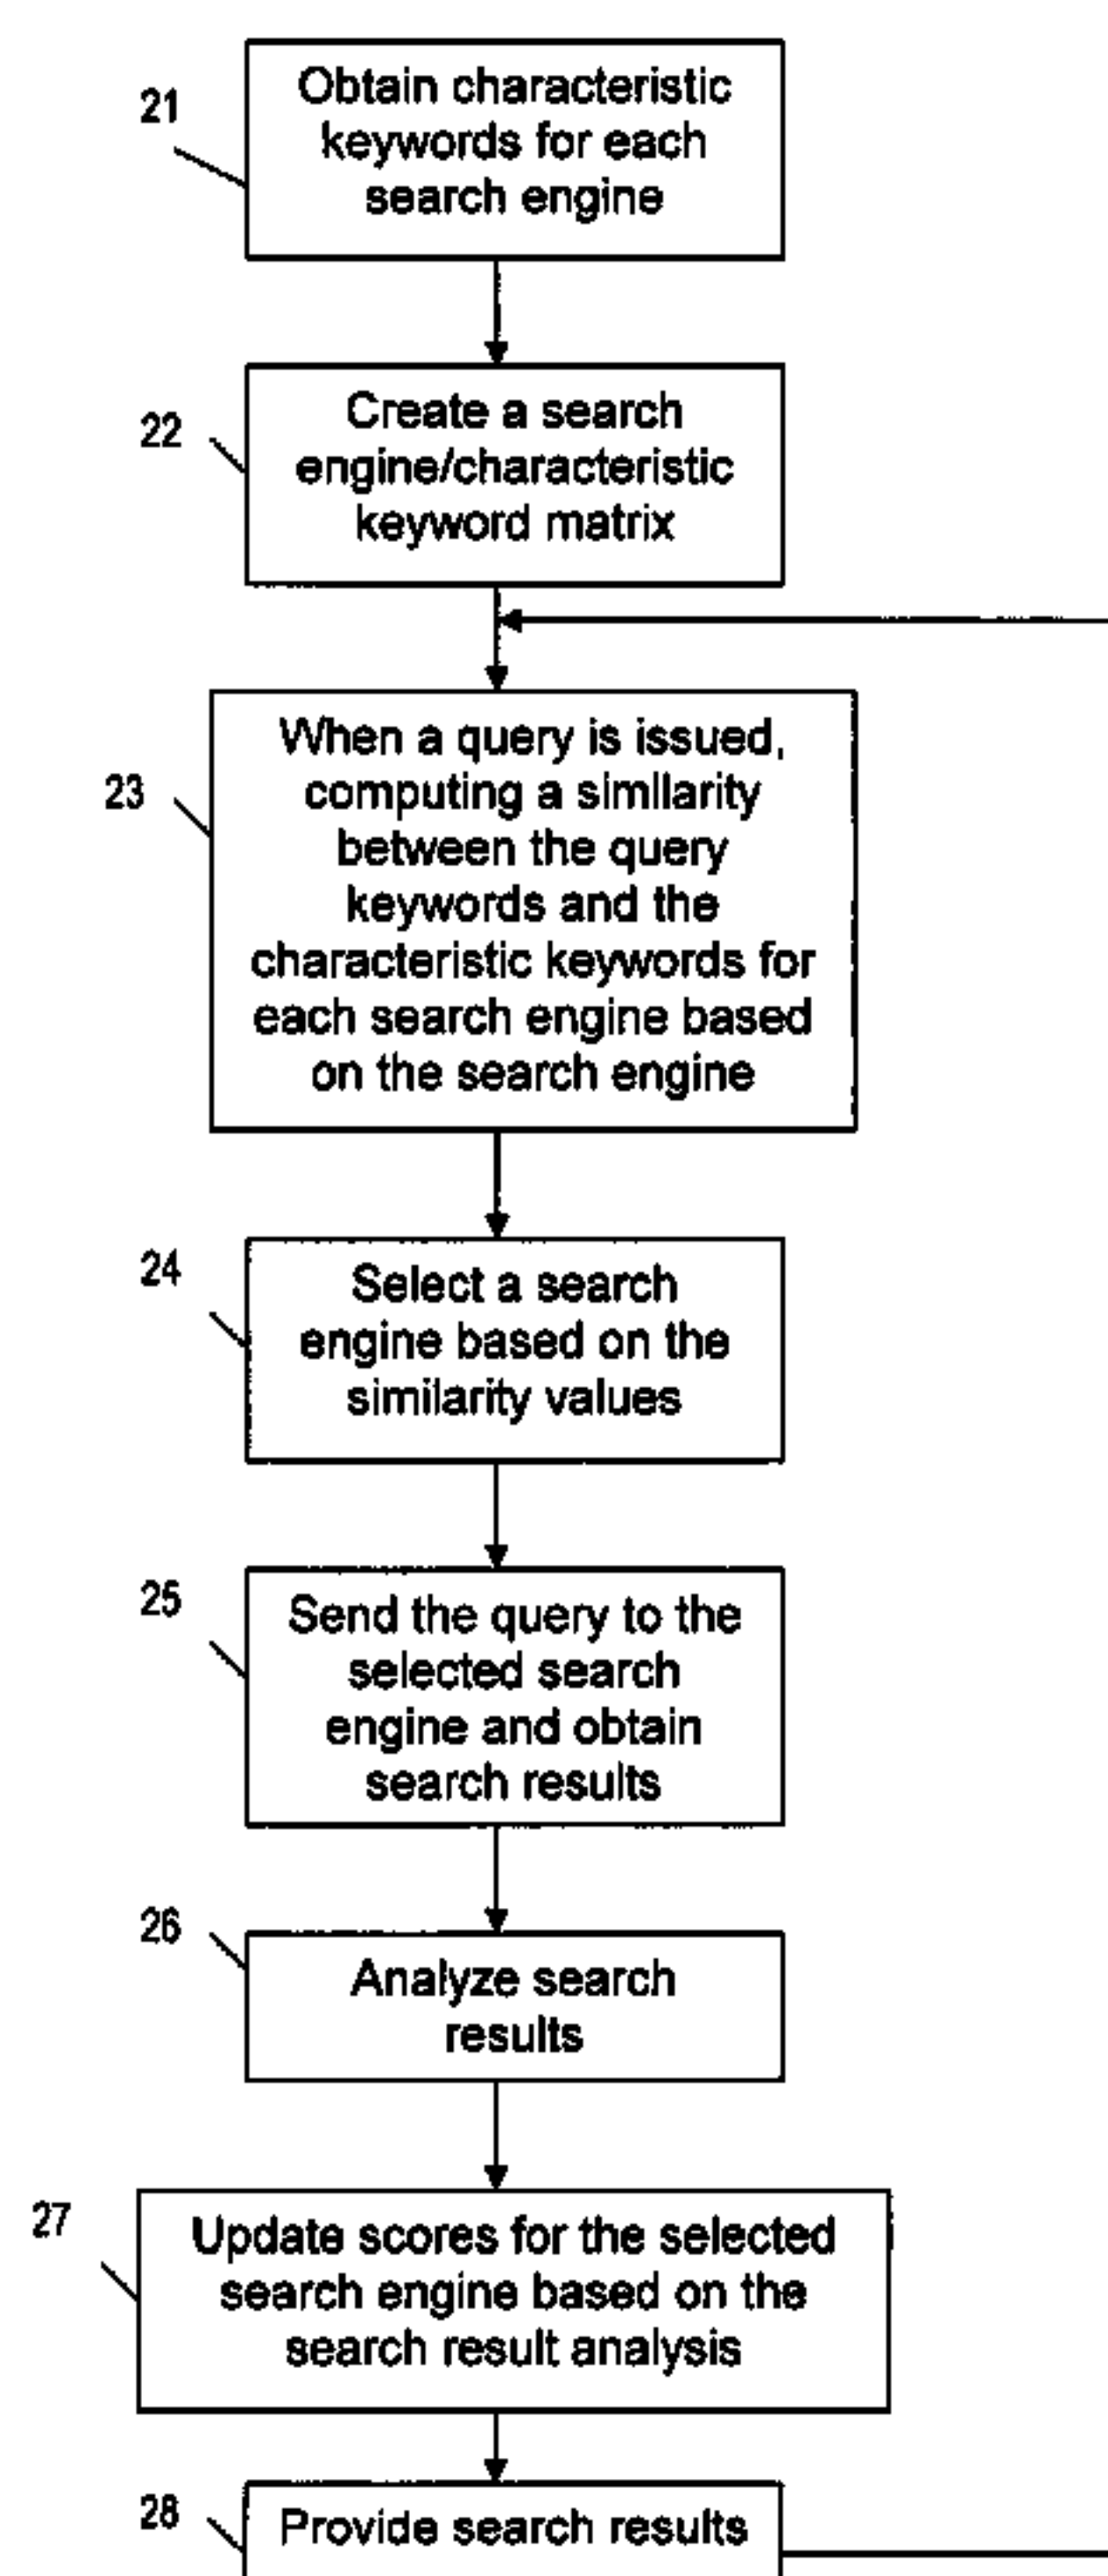 21
Obtain characteristic
keywords for each
search engine
22
Create a search
engine/characteristic
keyword matrix
23
When a query is issued,
computing a similarity
between the query
keywords and the
characteristic keywords for
each search engine based
on the search engine
24
Select a search
engine based on the
similarity values
25
Send the query to the
selected search
engine and obtain
search results
26
Analyze search
results
27
Update scores for the selected
search engine based on the
search result analysis
28
Provide search results